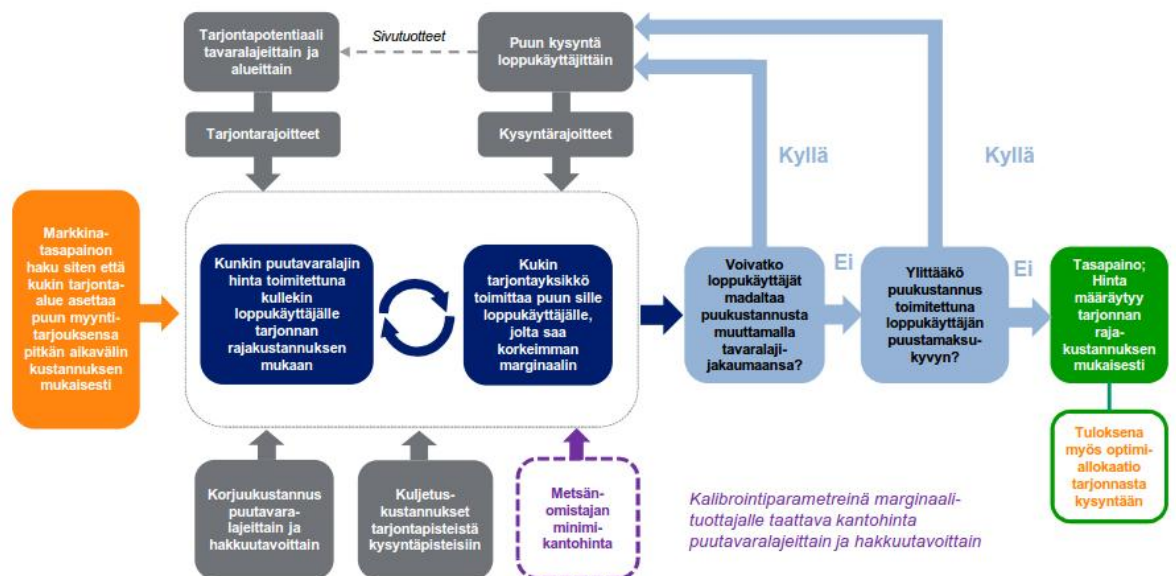 Tarjontapotentiaali
tavaralajeittain ja
alueittain
Sivutuotteet
Puun kysyntä
loppukäyttäjittäin
Tarjontarajoitteet
Kysyntärajoitteet
Kyllä
Kyllä
Markkina-
tasapainon
haku siten että
kukin tarjonta-
alue asettaa
puun myynti-
tarjouksensa
pitkän aikavälin
kustannuksen
mukaisesti
Kunkin puutavaralajin
hinta toimitettuna
kullekin
loppukäyttäjälle
tarjonnan
rajakustannuksen
mukaan
Kukin
tarjontayksikkö
toimittaa puun sille
loppukäyttäjälle,
jolta saa
korkeimman
marginaalin
Voivatko
loppukäyttäjät
madaltaa
puukustannusta
muuttamalla
tavaralaji-
jakaumaansa?
Ei
Ylittääkö
puukustannus
toimitettuna
loppukäyttäjän
puustamaksu-
kyvyn?
Ei
Tasapaino;
Hinta
määräytyy
tarjonnan
raja-
kustannuksen
mukaisesti
Tuloksena
myös optimi-
allokaatio
tarjonnasta
kysyntään
Korjuukustannus
puutavara-
lajeittain ja
hakkuutavoittain
Kuljetus-
kustannukset
tarjontapisteistä
kysyntäpisteisiin
Metsän-
omistajan
minimi-
kantohinta
Kalibrointiparametreinä marginaali-
tuottajalle taattava kantohinta
puutavaralajeittain ja hakkuutavoittain